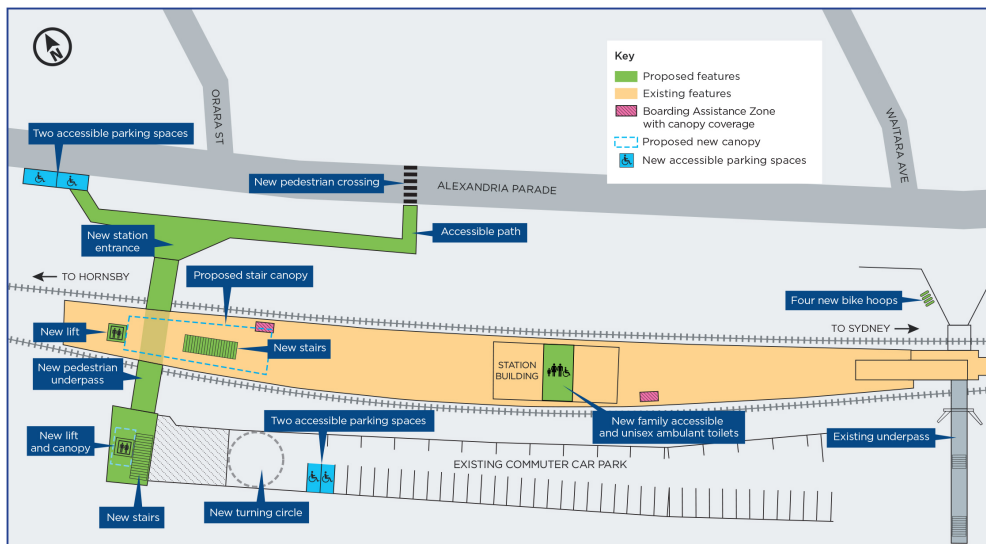 N
ORARA ST
WAITARA AVE
Key
Proposed features
Existing features
Boarding Assistance Zone
with canopy coverage
Proposed new canopy
New accessible parking spaces
Two accessible parking spaces
New pedestrian crossing
ALEXANDRIA PARADE
New station
entrance
Accessible path
Proposed stair canopy
TO HORNSBY
Four new bike hoops
TO SYDNEY
New lift
New stairs
New pedestrian
underpass
STATION
BUILDING
New family accessible
and unisex ambulant toilets
Two accessible parking spaces
New lift
and canopy
Existing underpass
EXISTING COMMUTER CAR PARK
New stairs
New turning circle